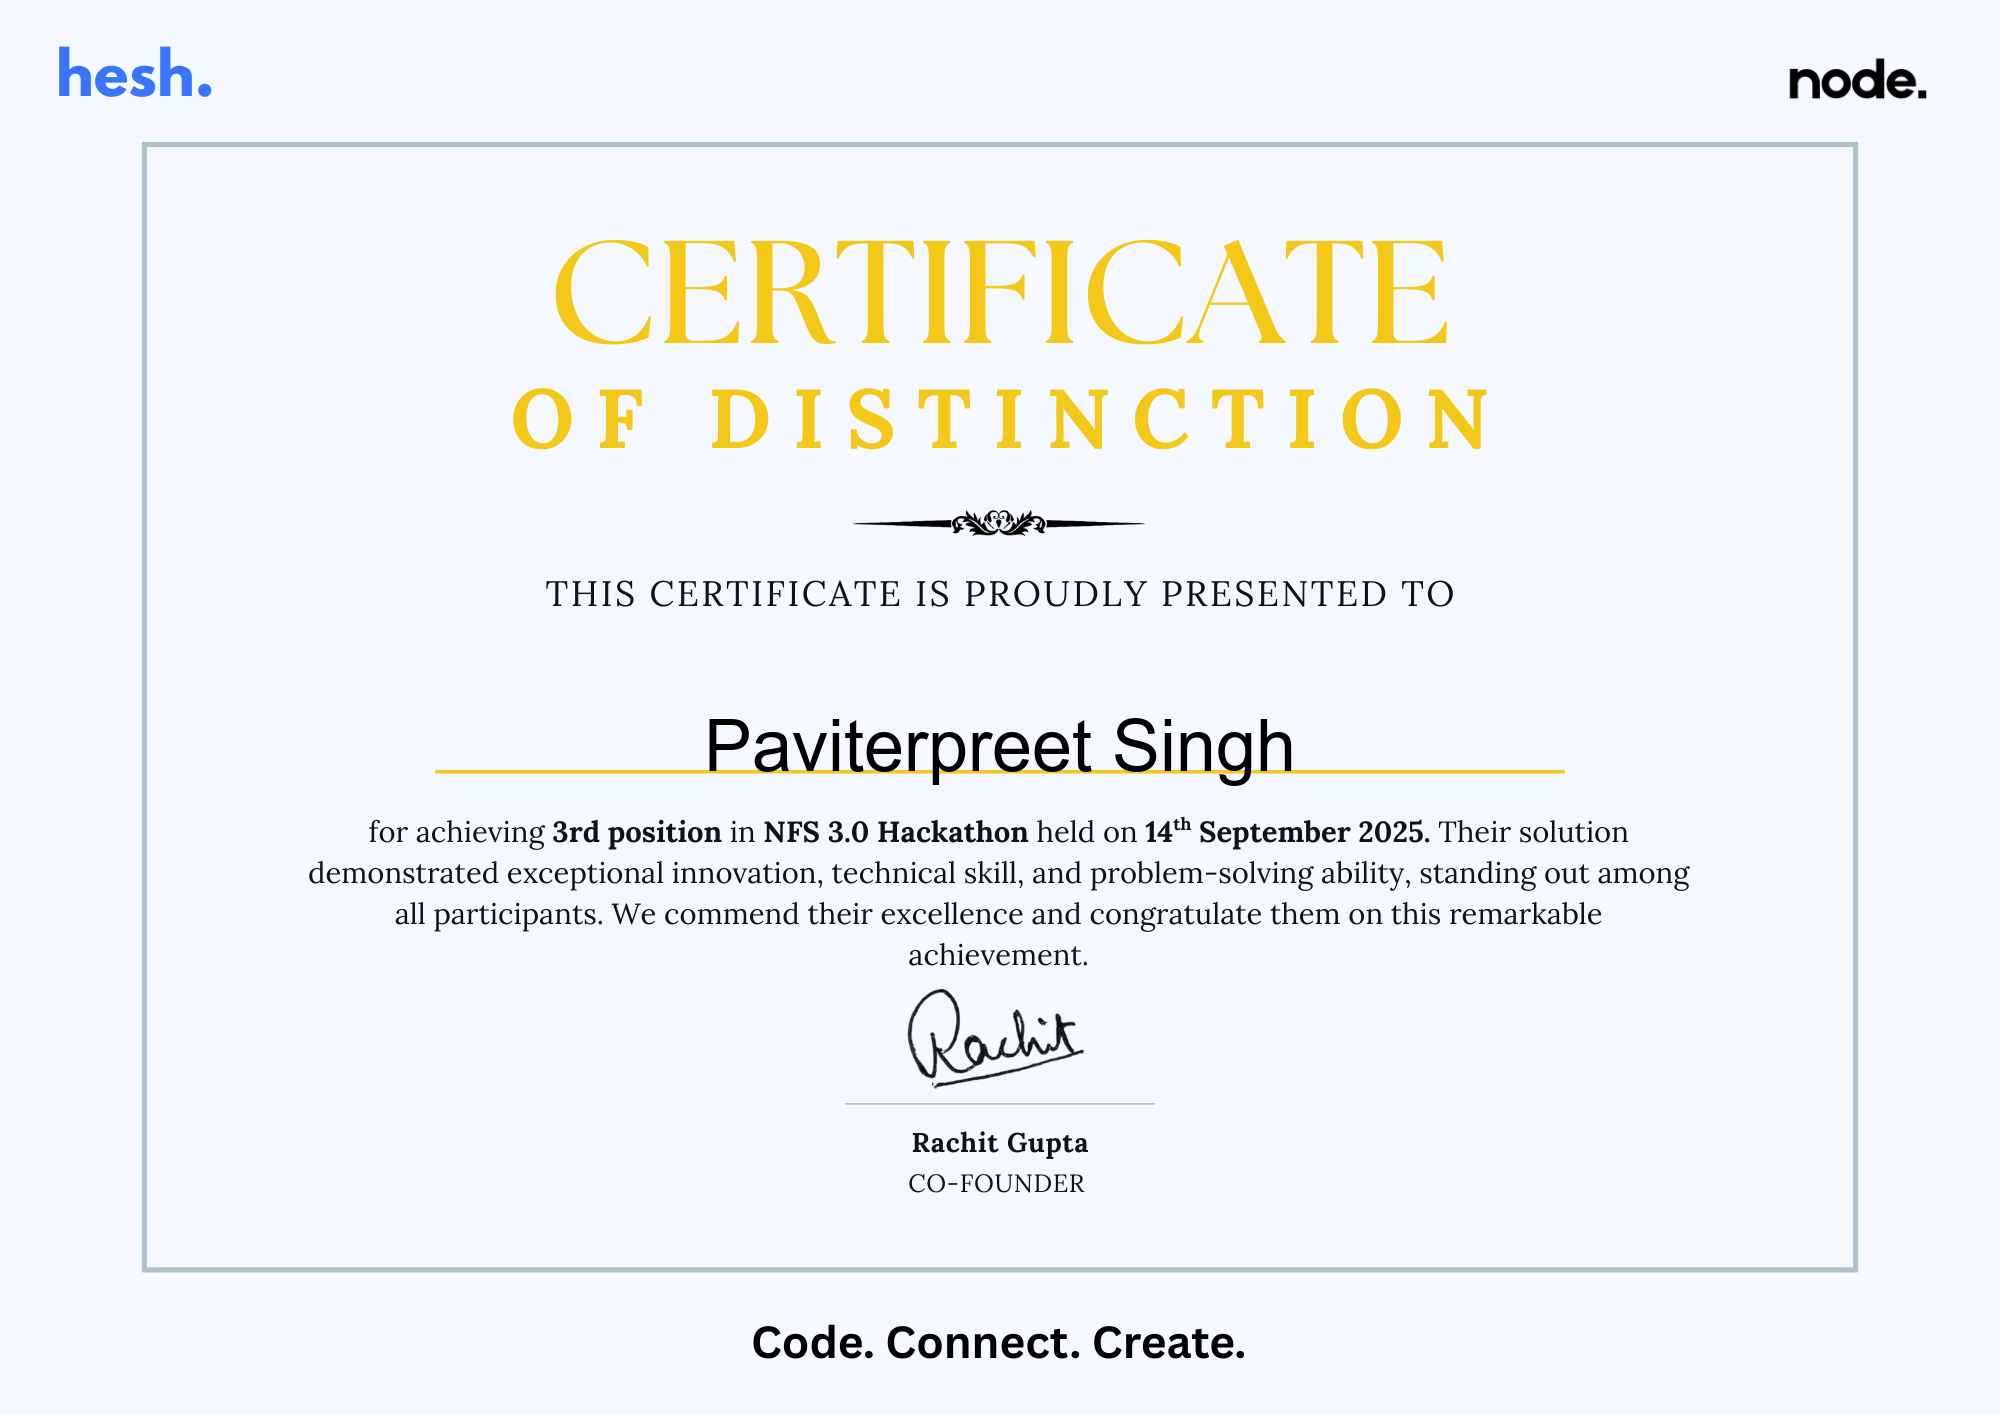 hesh.
node.
CERTIFICATE
OF DISTINCTION
THIS CERTIFICATE IS PROUDLY PRESENTED TO
Paviterpreet Singh
for achieving 3rd position in NFS 3.0 Hackathon held on 14th September 2025. Their solution
demonstrated exceptional innovation, technical skill, and problem-solving ability, standing out among
all participants. We commend their excellence and congratulate them on this remarkable
achievement.
Rachit
Rachit Gupta
CO-FOUNDER
Code. Connect. Create.